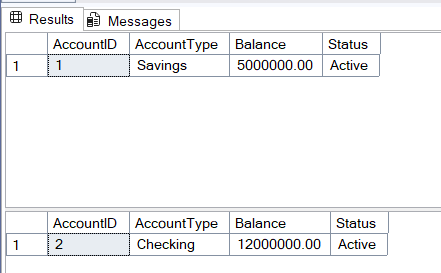 Results Messages
AccountID AccountType Balance Status
1 1 Savings 5000000.00 Active
AccountID AccountType Balance Status
1 2 Checking 12000000.00 Active